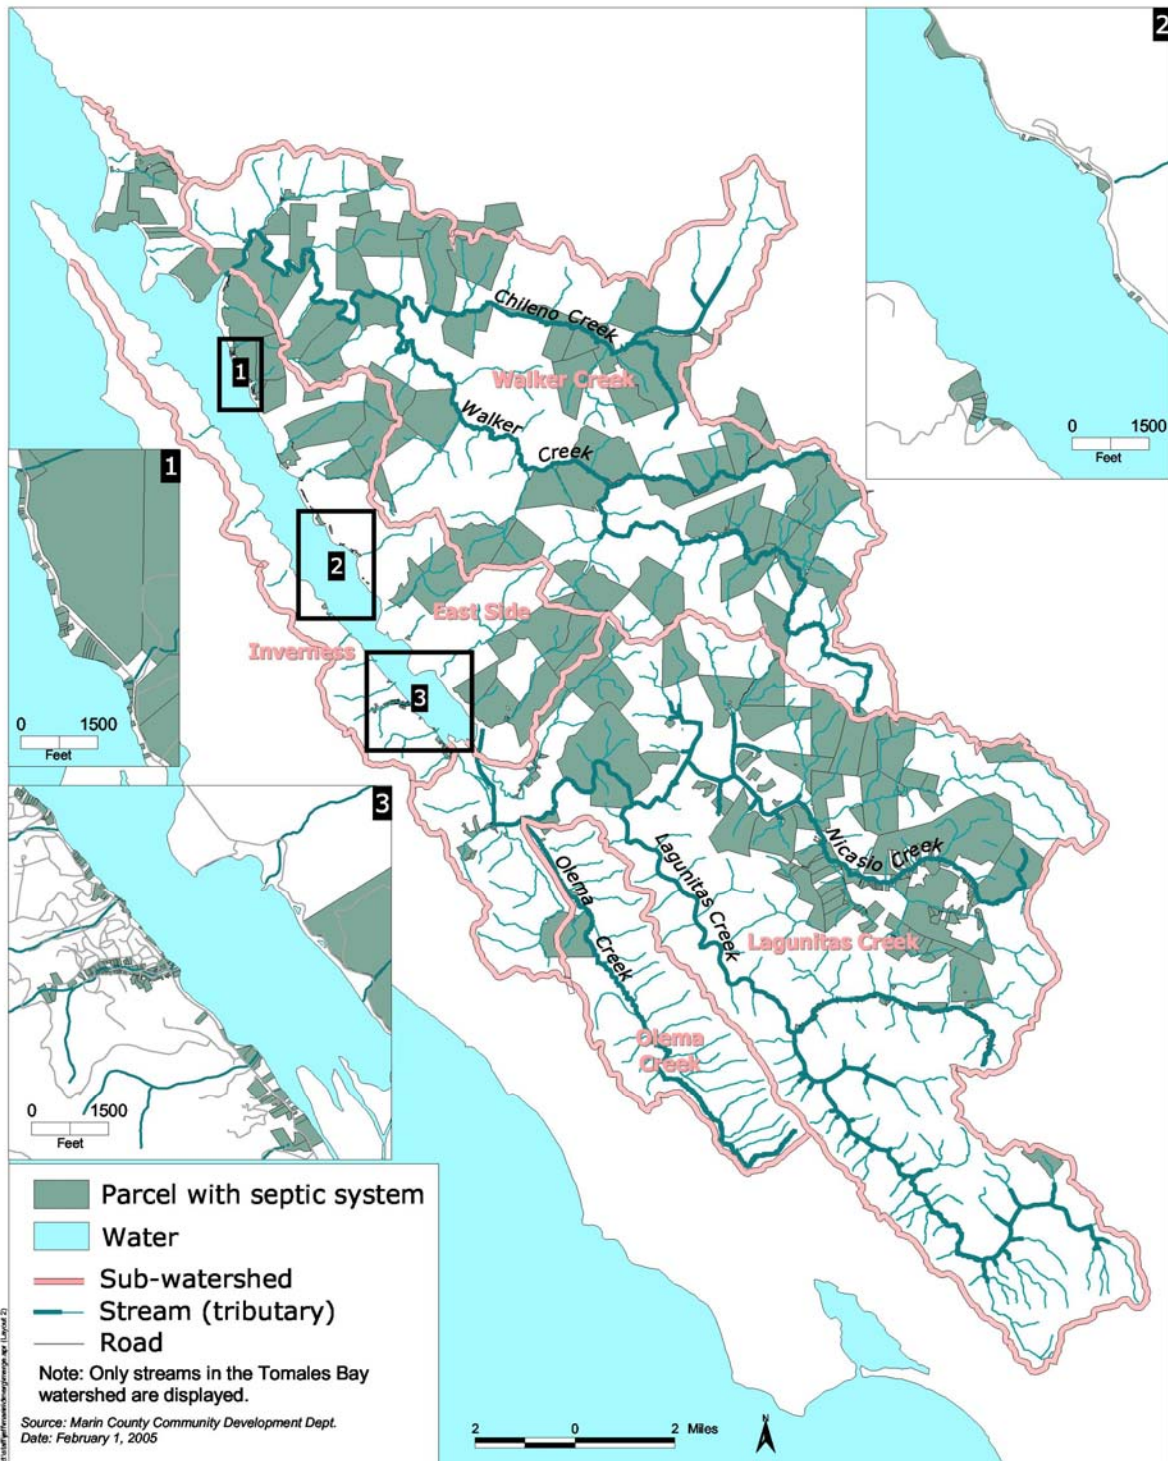 2
Chileno Creek
Walker Creek
1
Walker
Creek
1
0 1500
Feet
0 1500
Feet
2
East Side
Inverness
3
3
Nicasio Creek
Lagunitas Creek
Olema
Creek
Lagunitas Creek
Olema
Creek
0 1500
Feet
Parcel with septic system
Water
Sub-watershed
Stream (tributary)
Road
Note: Only streams in the Tomales Bay
watershed are displayed.
Source: Marin County Community Development Dept.
Date: February 1, 2005
2 0 2 Miles
N